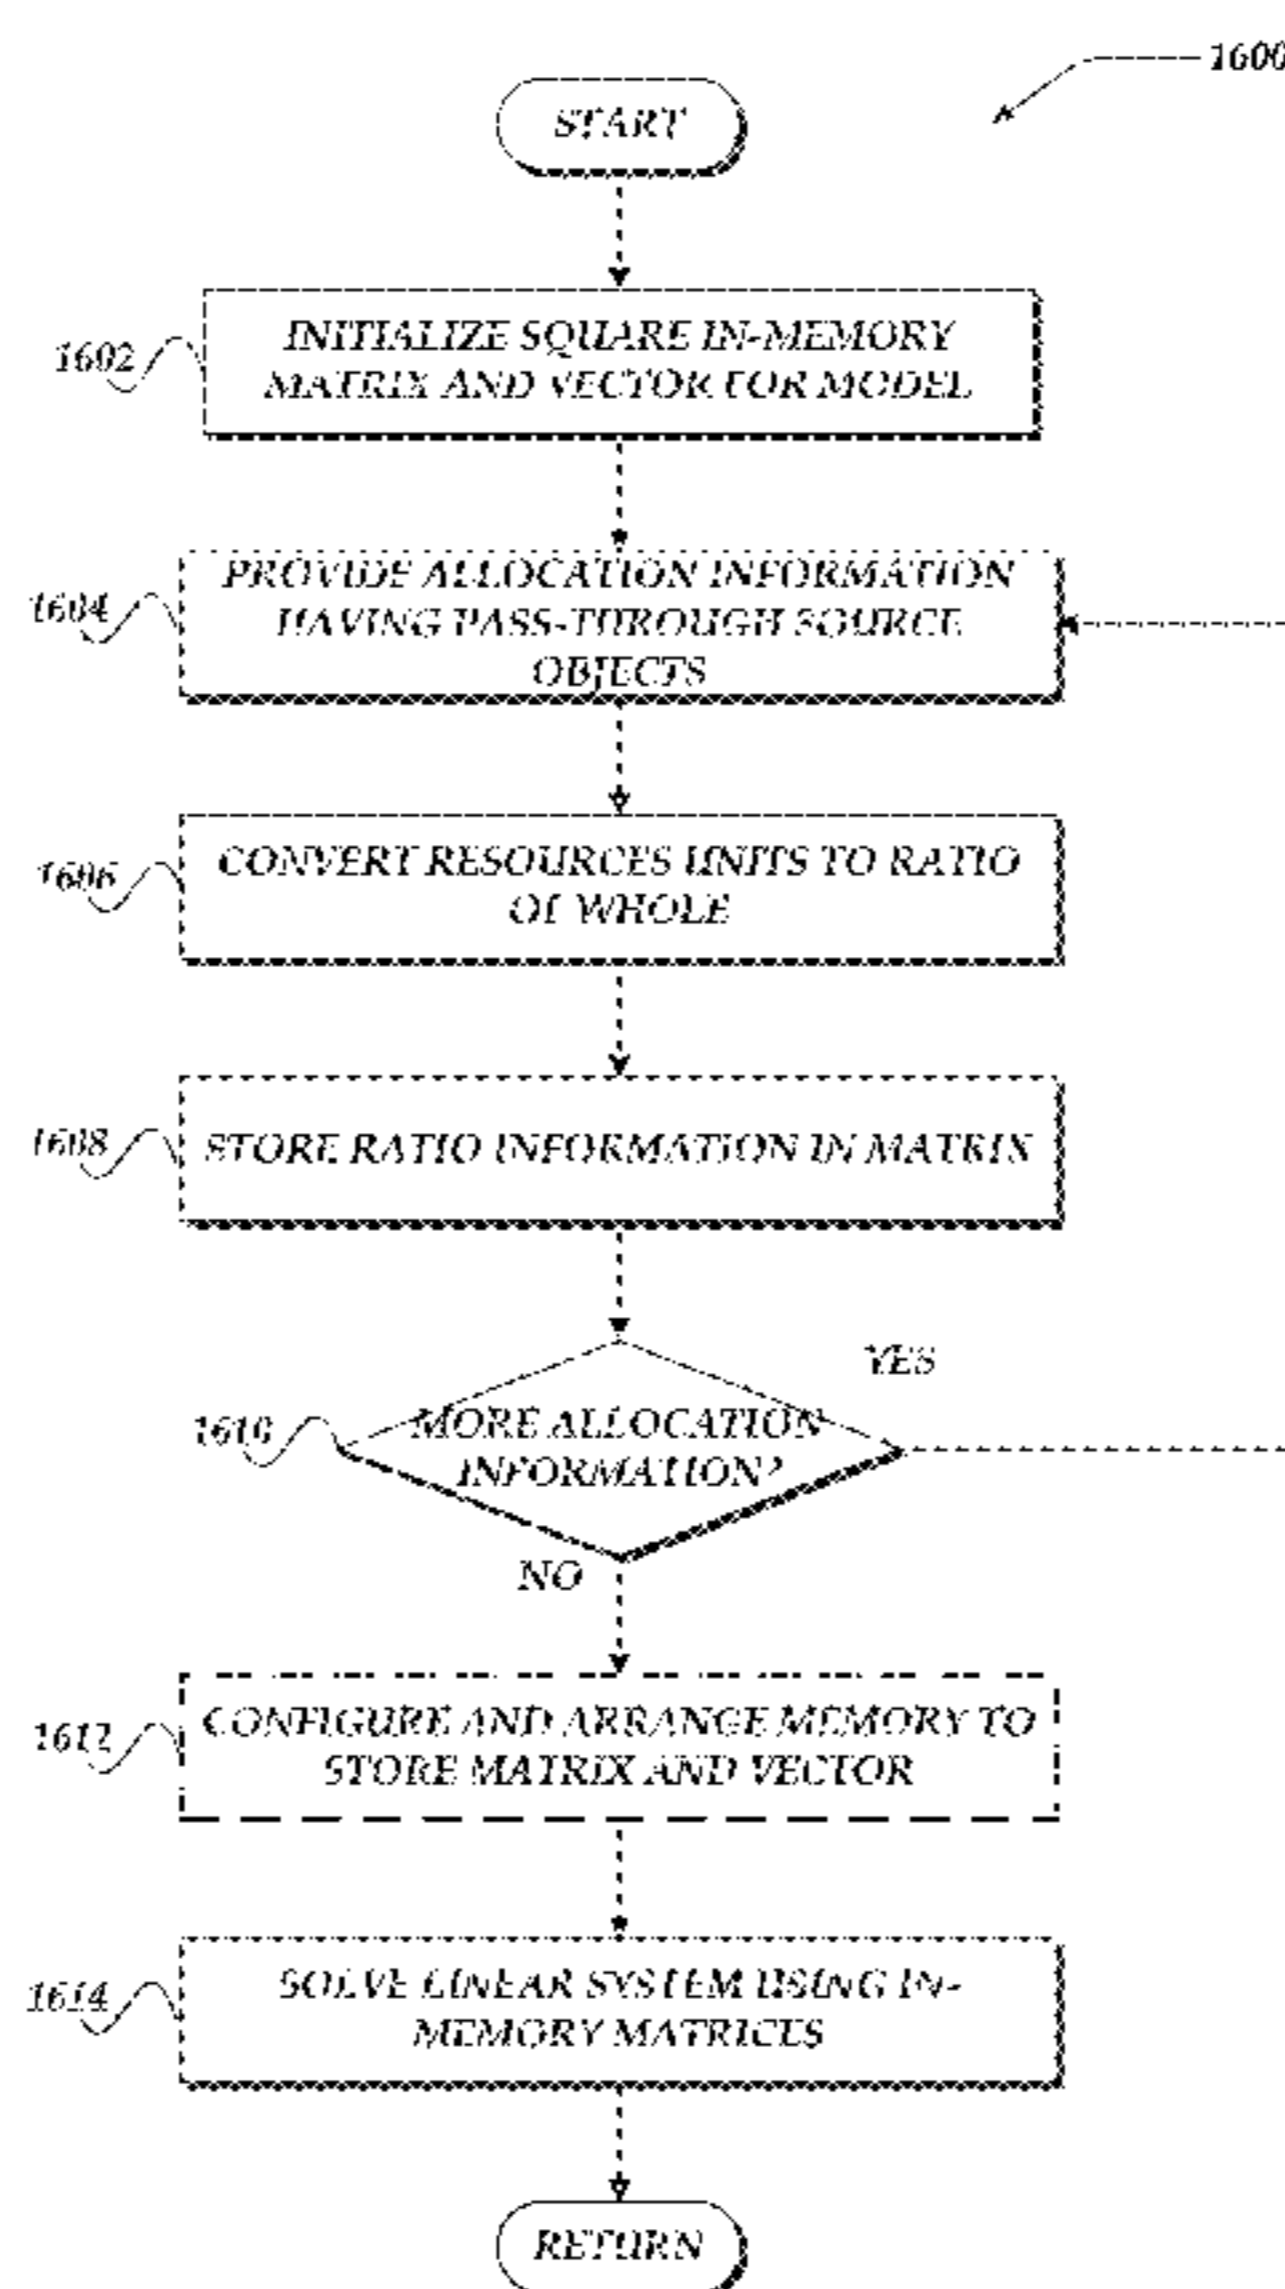 1600
START
1602
INITIALIZE SQUARE IN-MEMORY
MATRIX AND VECTOR FOR MODEL
1604
PROVIDE ALLOCATION INFORMATION
HAVING PASS-THROUGH SOURCE
OBJECTS
1606
CONVERT RESOURCES UNITS TO RATIO
OF WHOLE
1608
STORE RATIO INFORMATION IN MATRIX
YES
1610
MORE ALLOCATION
INFORMATION?
NO
1612
CONFIGURE AND ARRANGE MEMORY TO
STORE MATRIX AND VECTOR
1614
SOLVE LINEAR SYSTEM USING IN-
MEMORY MATRICES
RETURN